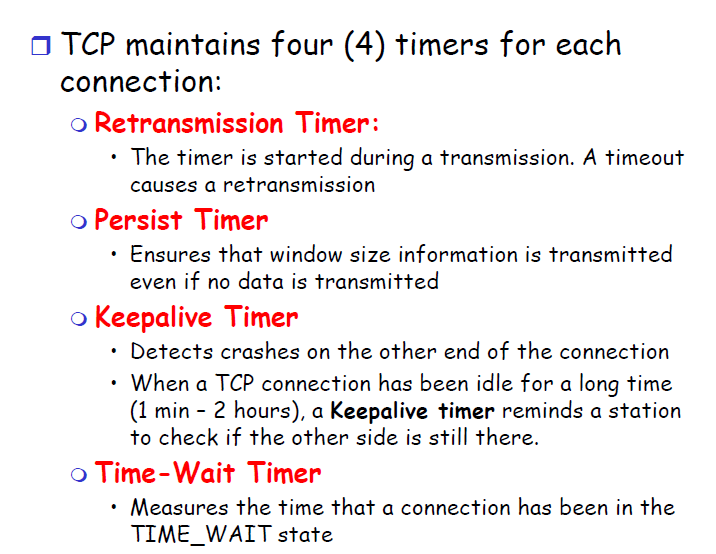 TCP maintains four (4) timers for each
connection:
Retransmission Timer:
• The timer is started during a transmission. A timeout
causes a retransmission
Persist Timer
• Ensures that window size information is transmitted
even if no data is transmitted
Keepalive Timer
• Detects crashes on the other end of the connection
• When a TCP connection has been idle for a long time
(1 min – 2 hours), a Keepalive timer reminds a station
to check if the other side is still there.
Time-Wait Timer
• Measures the time that a connection has been in the
TIME_WAIT state